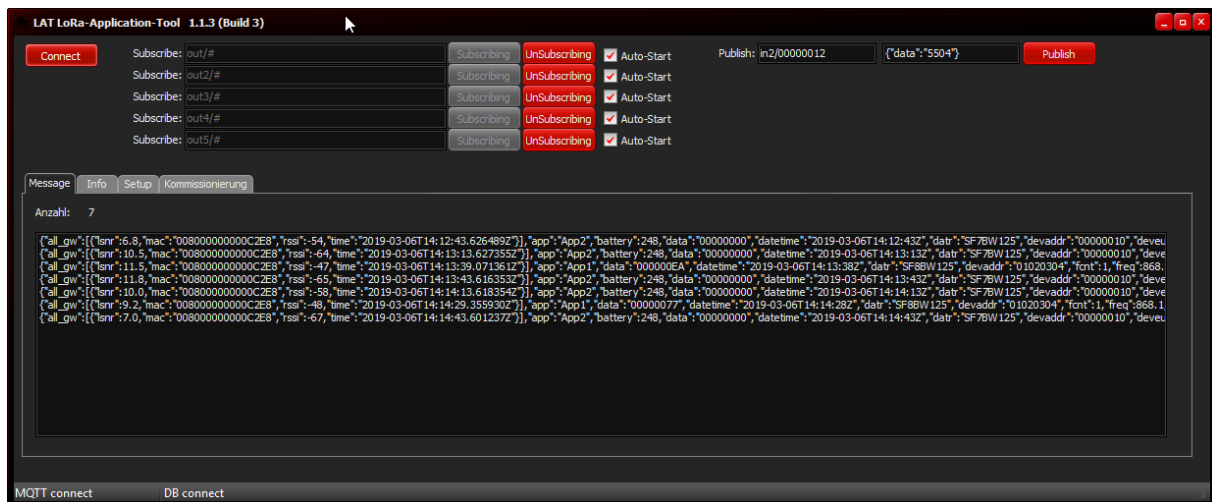 LAT LoRa-Application-Tool 1.1.3 (Build 3)
Connect Subscribe: out/# Subscribing UnSubscribing Auto-Start Publish: in2/00000012 {"data":"5504"} Publish
Subscribe: out2/# Subscribing UnSubscribing Auto-Start
Subscribe: out3/# Subscribing UnSubscribing Auto-Start
Subscribe: out4/# Subscribing UnSubscribing Auto-Start
Subscribe: out5/# Subscribing UnSubscribing Auto-Start
Message Info Setup Kommissionierung
Anzahl: 7
{"all_gw":[{"lsnr":6.8,"mac":"008000000000C2E8","rssi":-54,"time":"2019-03-06T14:12:43.626489Z"}],"app":"App2","battery":248,"data":"00000000","datetime":"2019-03-06T14:12:43Z","datr":"SF7BW125","devaddr":"00000010","deveu
{"all_gw":[{"lsnr":10.5,"mac":"008000000000C2E8","rssi":-64,"time":"2019-03-06T14:13:13.627355Z"}],"app":"App2","battery":248,"data":"00000000","datetime":"2019-03-06T14:13:13Z","datr":"SF7BW125","devaddr":"00000010","deve
{"all_gw":[{"lsnr":11.5,"mac":"008000000000C2E8","rssi":-47,"time":"2019-03-06T14:13:39.071361Z"}],"app":"App1","data":"000000EA","datetime":"2019-03-06T14:13:38Z","datr":"SF8BW125","devaddr":"01020304","fcnt":1,"freq":868.
{"all_gw":[{"lsnr":11.8,"mac":"008000000000C2E8","rssi":-65,"time":"2019-03-06T14:13:43.616353Z"}],"app":"App2","battery":248,"data":"00000000","datetime":"2019-03-06T14:13:43Z","datr":"SF7BW125","devaddr":"00000010","deve
{"all_gw":[{"lsnr":10.0,"mac":"008000000000C2E8","rssi":-58,"time":"2019-03-06T14:14:13.618354Z"}],"app":"App2","battery":248,"data":"00000000","datetime":"2019-03-06T14:14:13Z","datr":"SF7BW125","devaddr":"00000010","deve
{"all_gw":[{"lsnr":9.2,"mac":"008000000000C2E8","rssi":-48,"time":"2019-03-06T14:14:29.355930Z"}],"app":"App1","data":"00000077","datetime":"2019-03-06T14:14:28Z","datr":"SF8BW125","devaddr":"01020304","fcnt":1,"freq":868.1
{"all_gw":[{"lsnr":7.0,"mac":"008000000000C2E8","rssi":-67,"time":"2019-03-06T14:14:43.601237Z"}],"app":"App2","battery":248,"data":"00000000","datetime":"2019-03-06T14:14:43Z","datr":"SF7BW125","devaddr":"00000010","deveu
MQTT connect DB connect